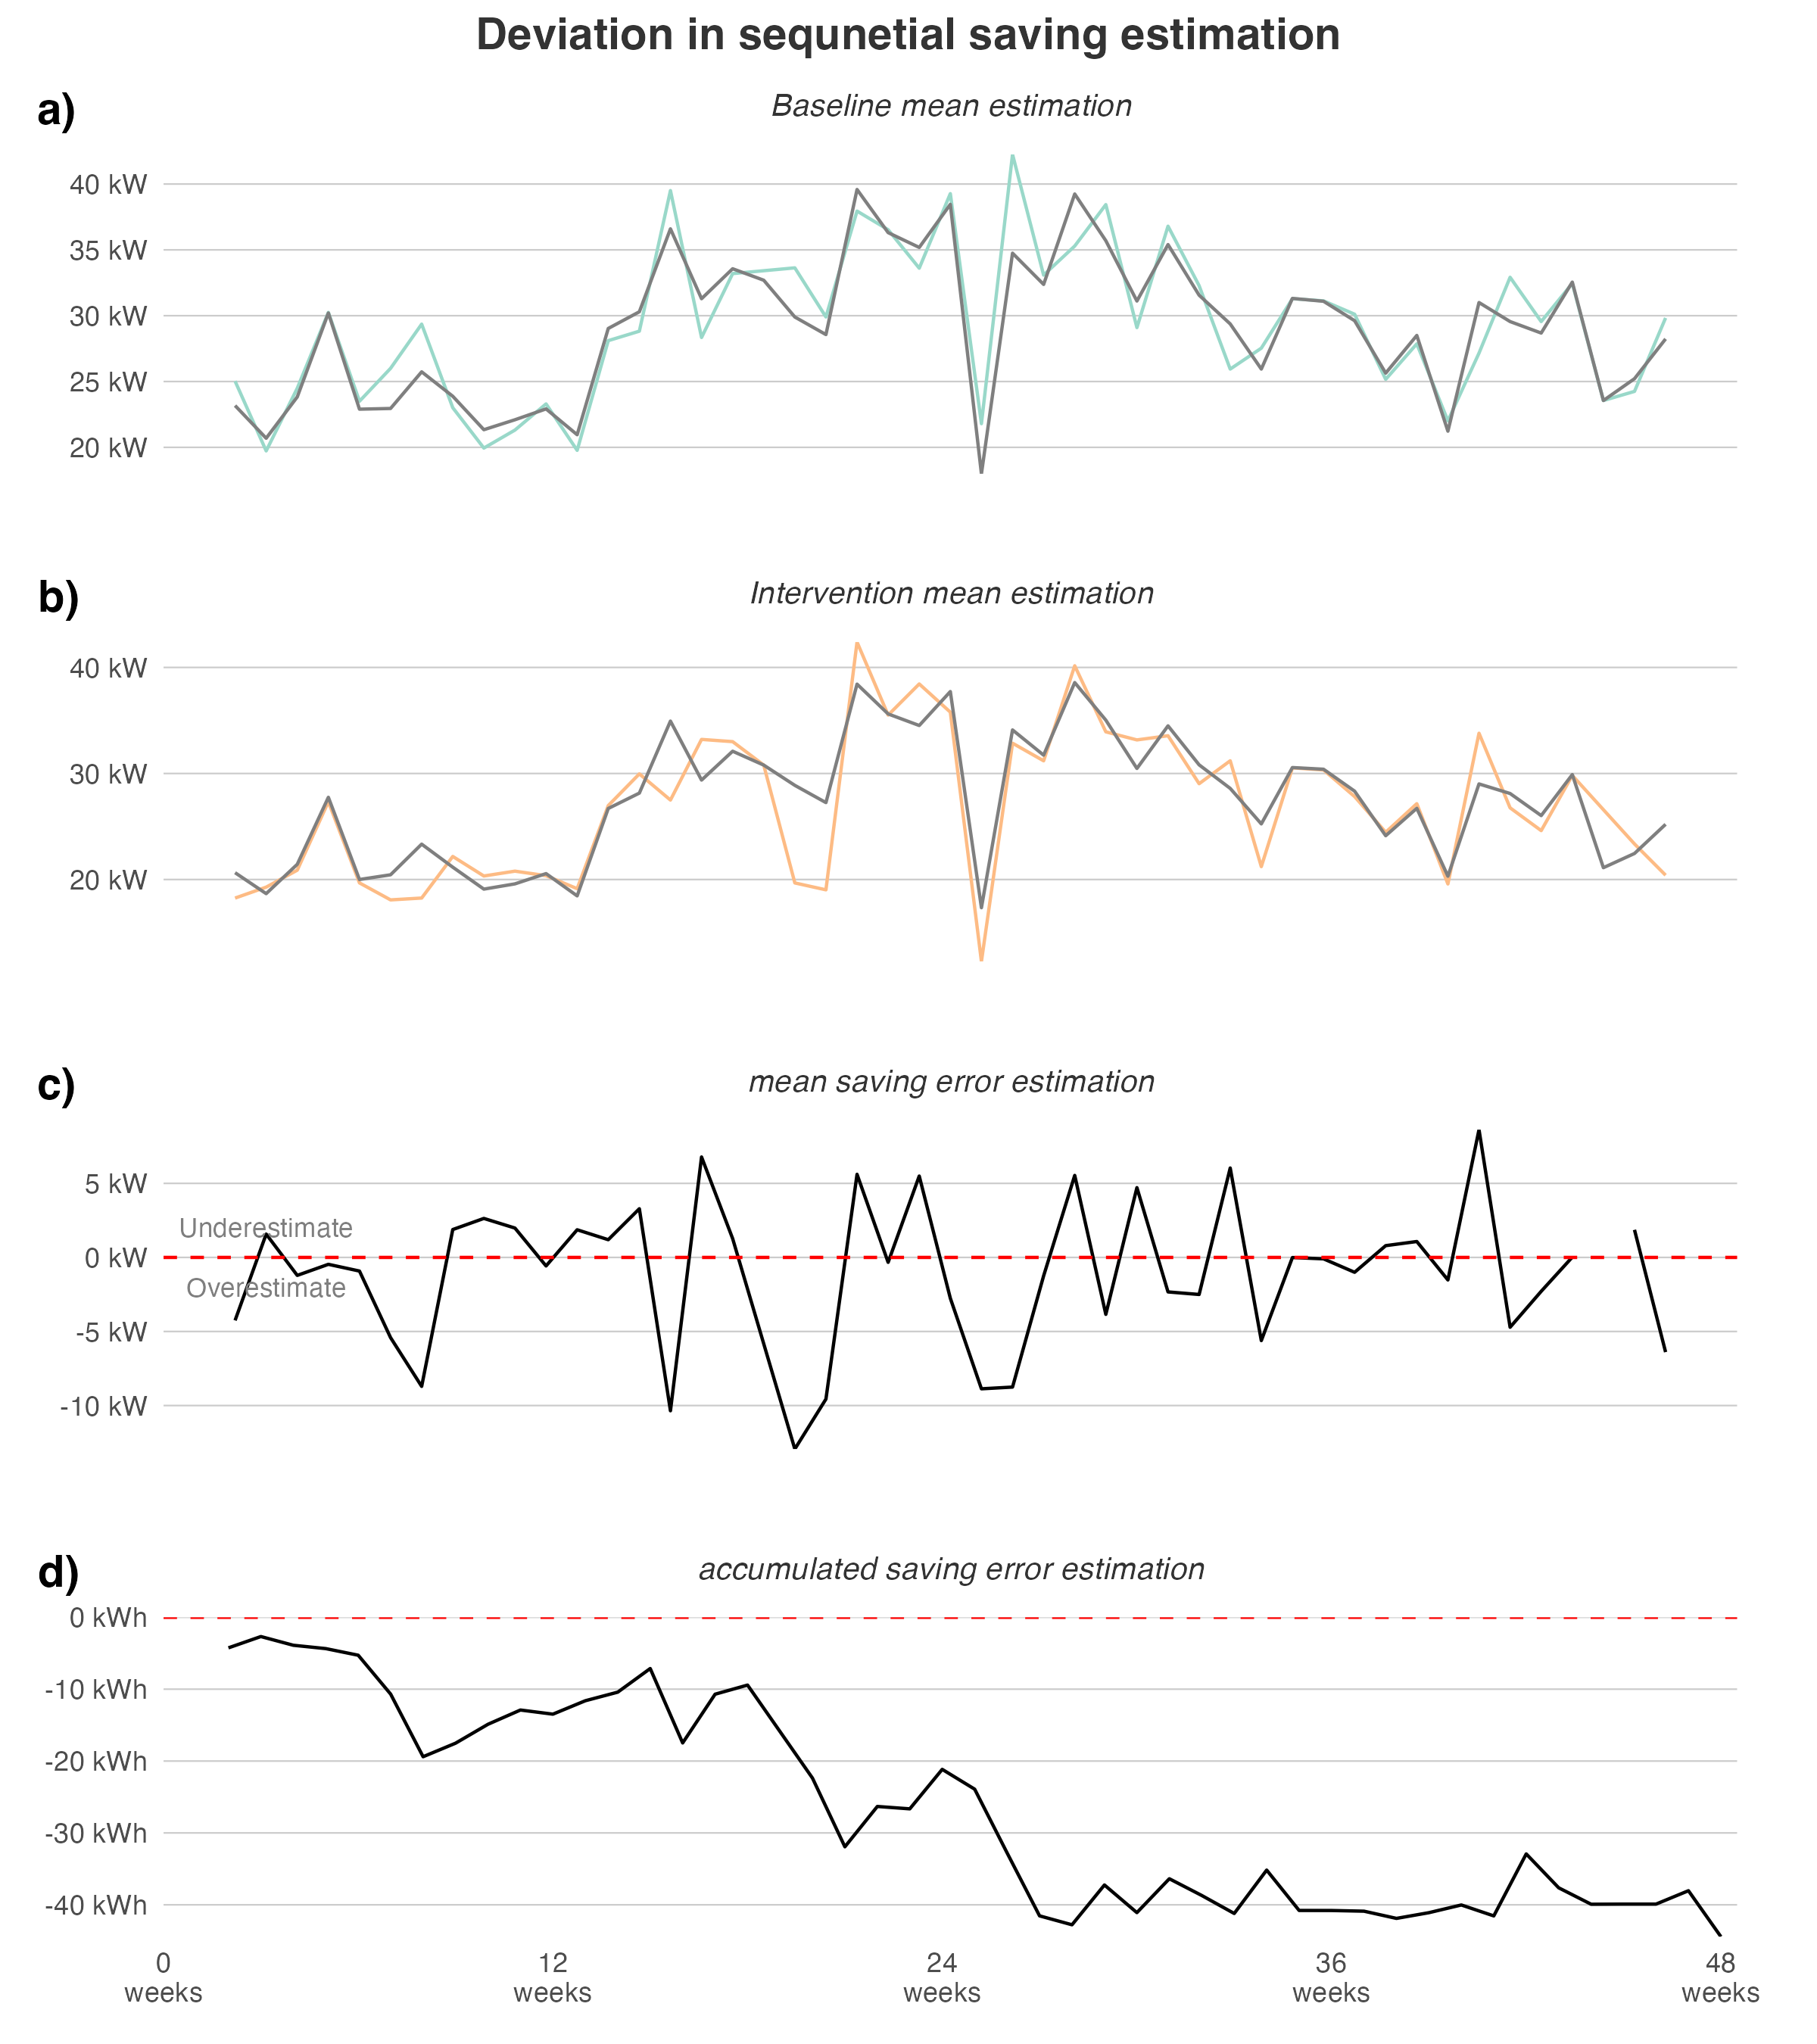 Deviation in sequnetial saving estimation
a)
Baseline mean estimation
40 kW
35 kW
30 kW
25 kW
20 kW
b)
Intervention mean estimation
40 kW
30 kW
20 kW
c)
mean saving error estimation
5 kW
Underestimate
0 kW
Overestimate
-5 kW
-10 kW
d)
accumulated saving error estimation
0 kWh
-10 kWh
-20 kWh
-30 kWh
-40 kWh
0 12 24 36 48
weeks weeks weeks weeks weeks